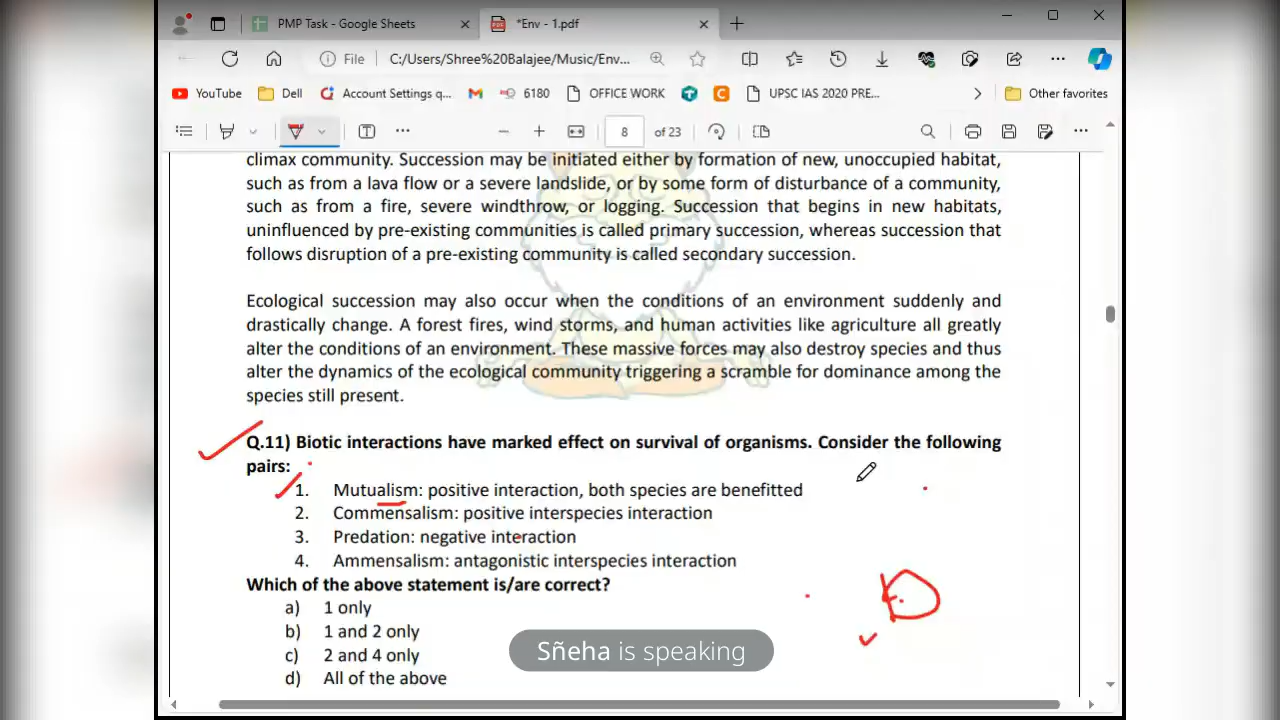 PMP Task - Google Sheets
*Env - 1.pdf
File C:/Users/Shree%20Balajee/Music/Env...
YouTube Dell Account Settings q... 6180 OFFICE WORK UPSC IAS 2020 PRE... Other favorites
8 of 23
climax community. Succession may be initiated either by formation of new, unoccupied habitat,
such as from a lava flow or a severe landslide, or by some form of disturbance of a community,
such as from a fire, severe windthrow, or logging. Succession that begins in new habitats,
uninfluenced by pre-existing communities is called primary succession, whereas succession that
follows disruption of a pre-existing community is called secondary succession.
Ecological succession may also occur when the conditions of an environment suddenly and
drastically change. A forest fires, wind storms, and human activities like agriculture all greatly
alter the conditions of an environment. These massive forces may also destroy species and thus
alter the dynamics of the ecological community triggering a scramble for dominance among the
species still present.
Q.11) Biotic interactions have marked effect on survival of organisms. Consider the following
pairs:
1. Mutualism: positive interaction, both species are benefitted
2. Commensalism: positive interspecies interaction
3. Predation: negative interaction
4. Ammensalism: antagonistic interspecies interaction
Which of the above statement is/are correct?
a) 1 only
b) 1 and 2 only
c) 2 and 4 only
d) All of the above
Sñeha is speaking